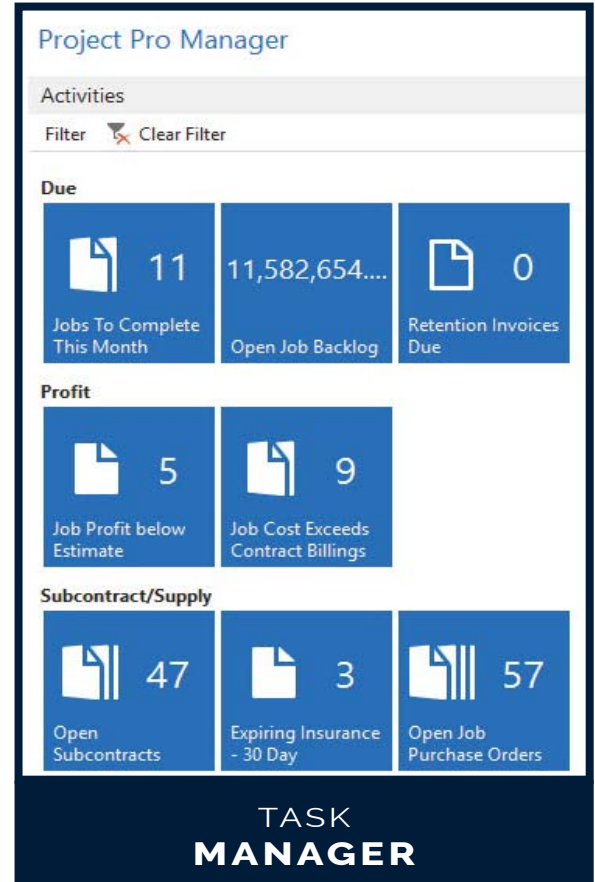 Project Pro Manager
Activities
Filter Clear Filter
Due
11
Jobs To Complete
This Month
11,582,654....
Open Job Backlog
0
Retention Invoices
Due
Profit
5
Job Profit below
Estimate
9
Job Cost Exceeds
Contract Billings
Subcontract/Supply
47
Open
Subcontracts
3
Expiring Insurance
- 30 Day
57
Open Job
Purchase Orders
TASK
MANAGER